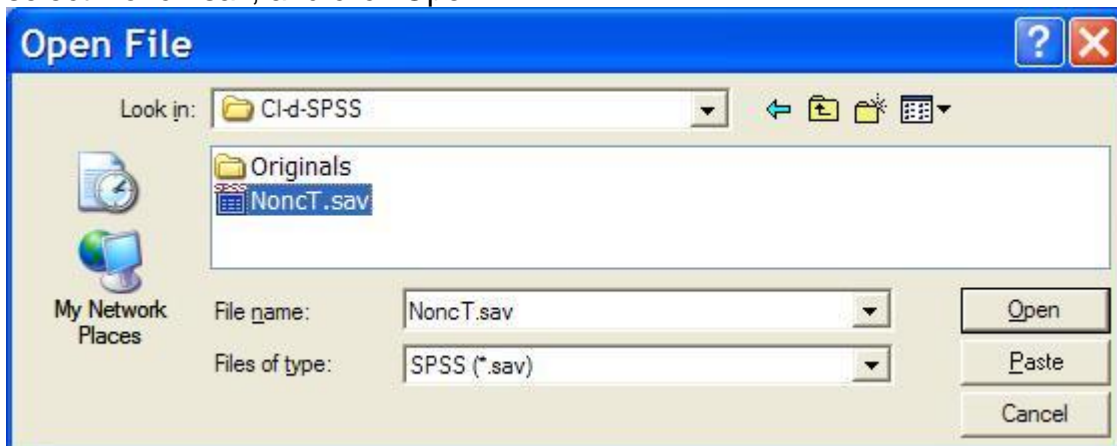 Open File
Look in: CI-d-SPSS
Originals
SPSS
NoncT.sav
My Network
Places
File name: NoncT.sav
Open
Files of type: SPSS (*.sav)
Paste
Cancel